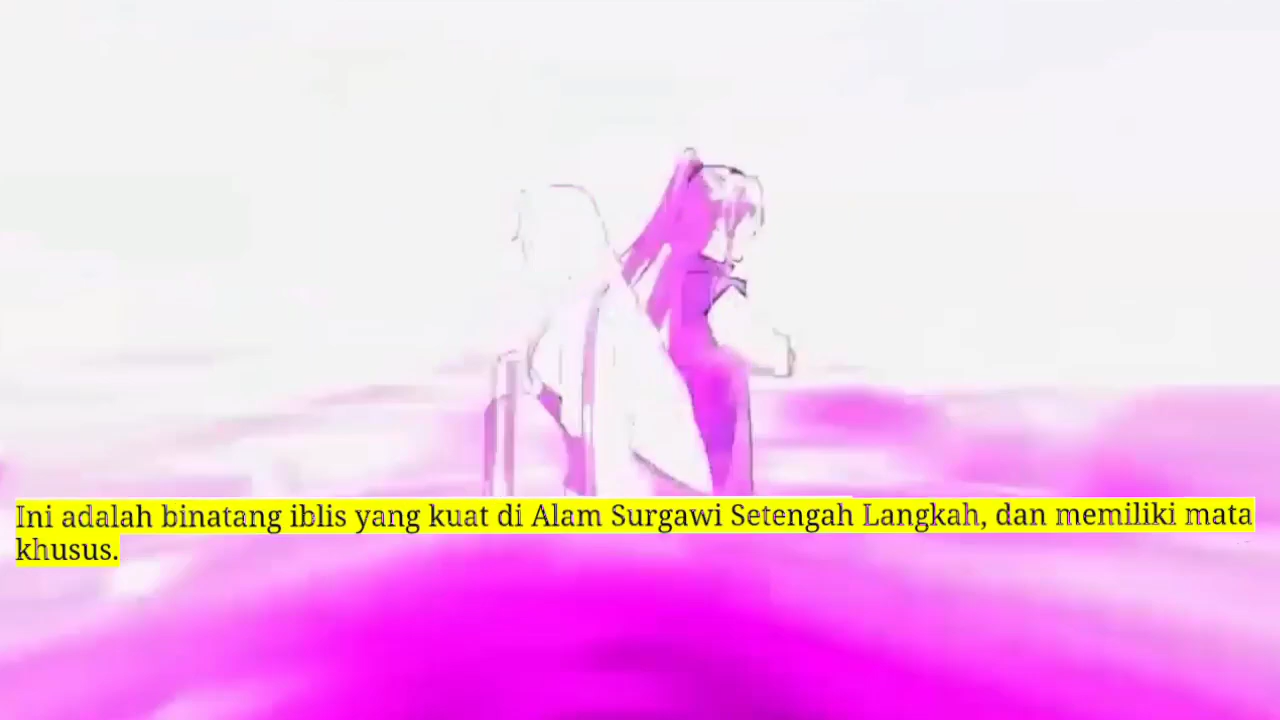 Ini adalah binatang iblis yang kuat di Alam Surgawi Setengah Langkah, dan memiliki mata
khusus.